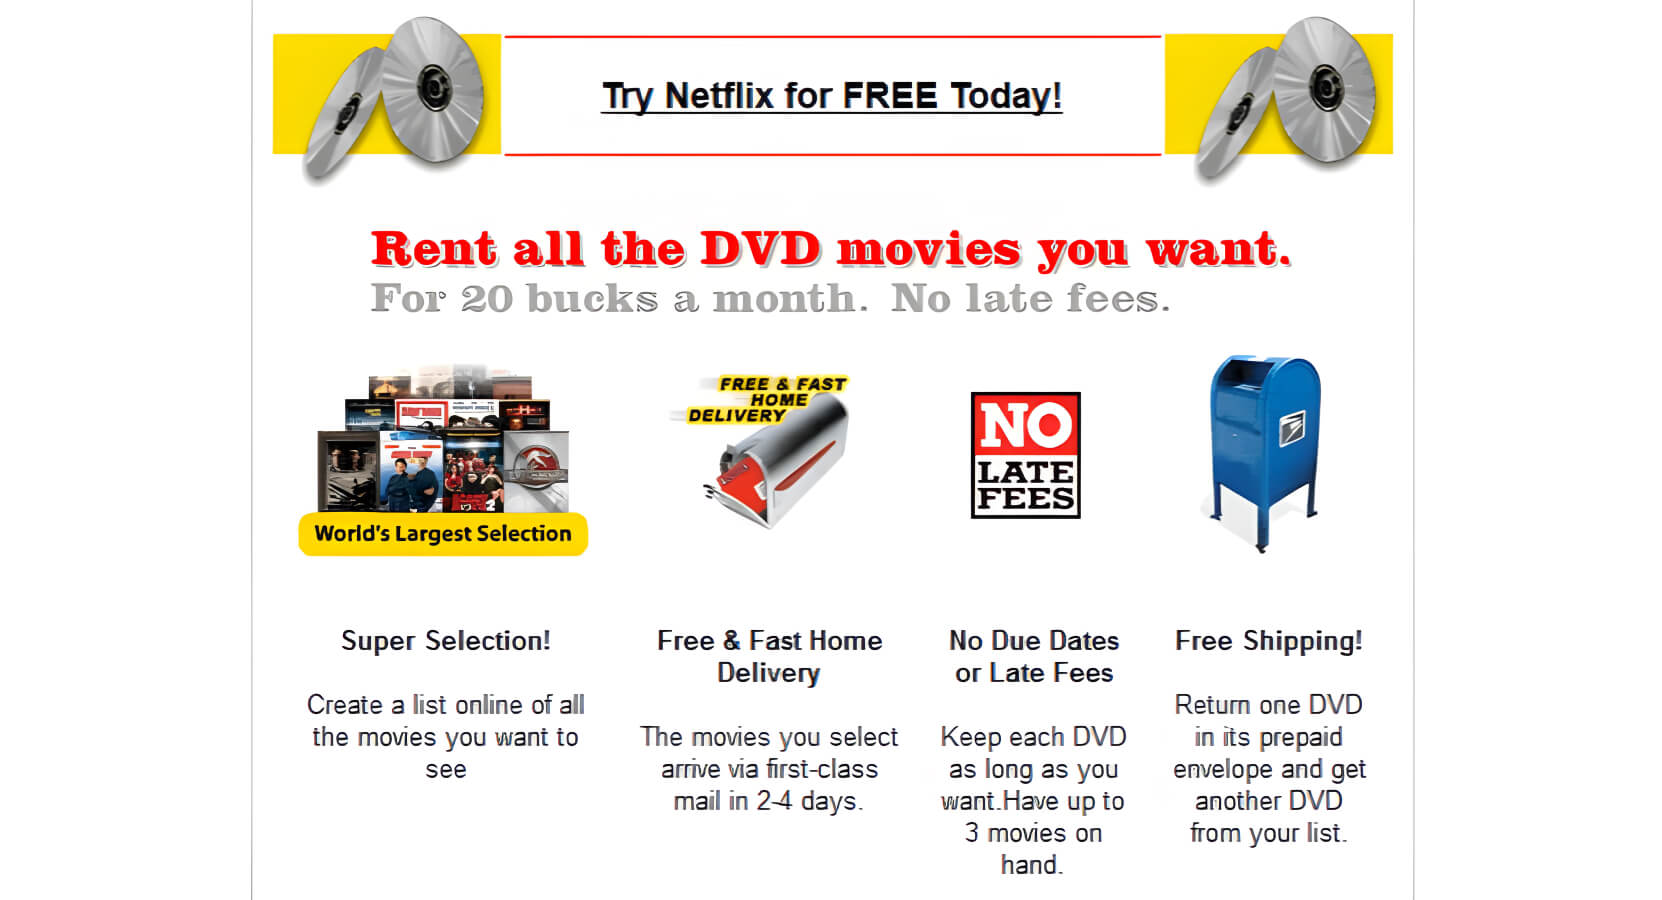 Try Netflix for FREE Today!
Rent all the DVD movies you want.
For 20 bucks a month. No late fees.
FREE & FAST
HOME
DELIVERY
NO
LATE
FEES
World's Largest Selection
Super Selection!
Create a list online of all
the movies you want to
see
Free & Fast Home
Delivery
The movies you select
arrive via first-class
mail in 2-4 days.
No Due Dates
or Late Fees
Keep each DVD
as long as you
want.Have up to
3 movies on
hand.
Free Shipping!
Return one DVD
in its prepaid
envelope and get
another DVD
from your list.